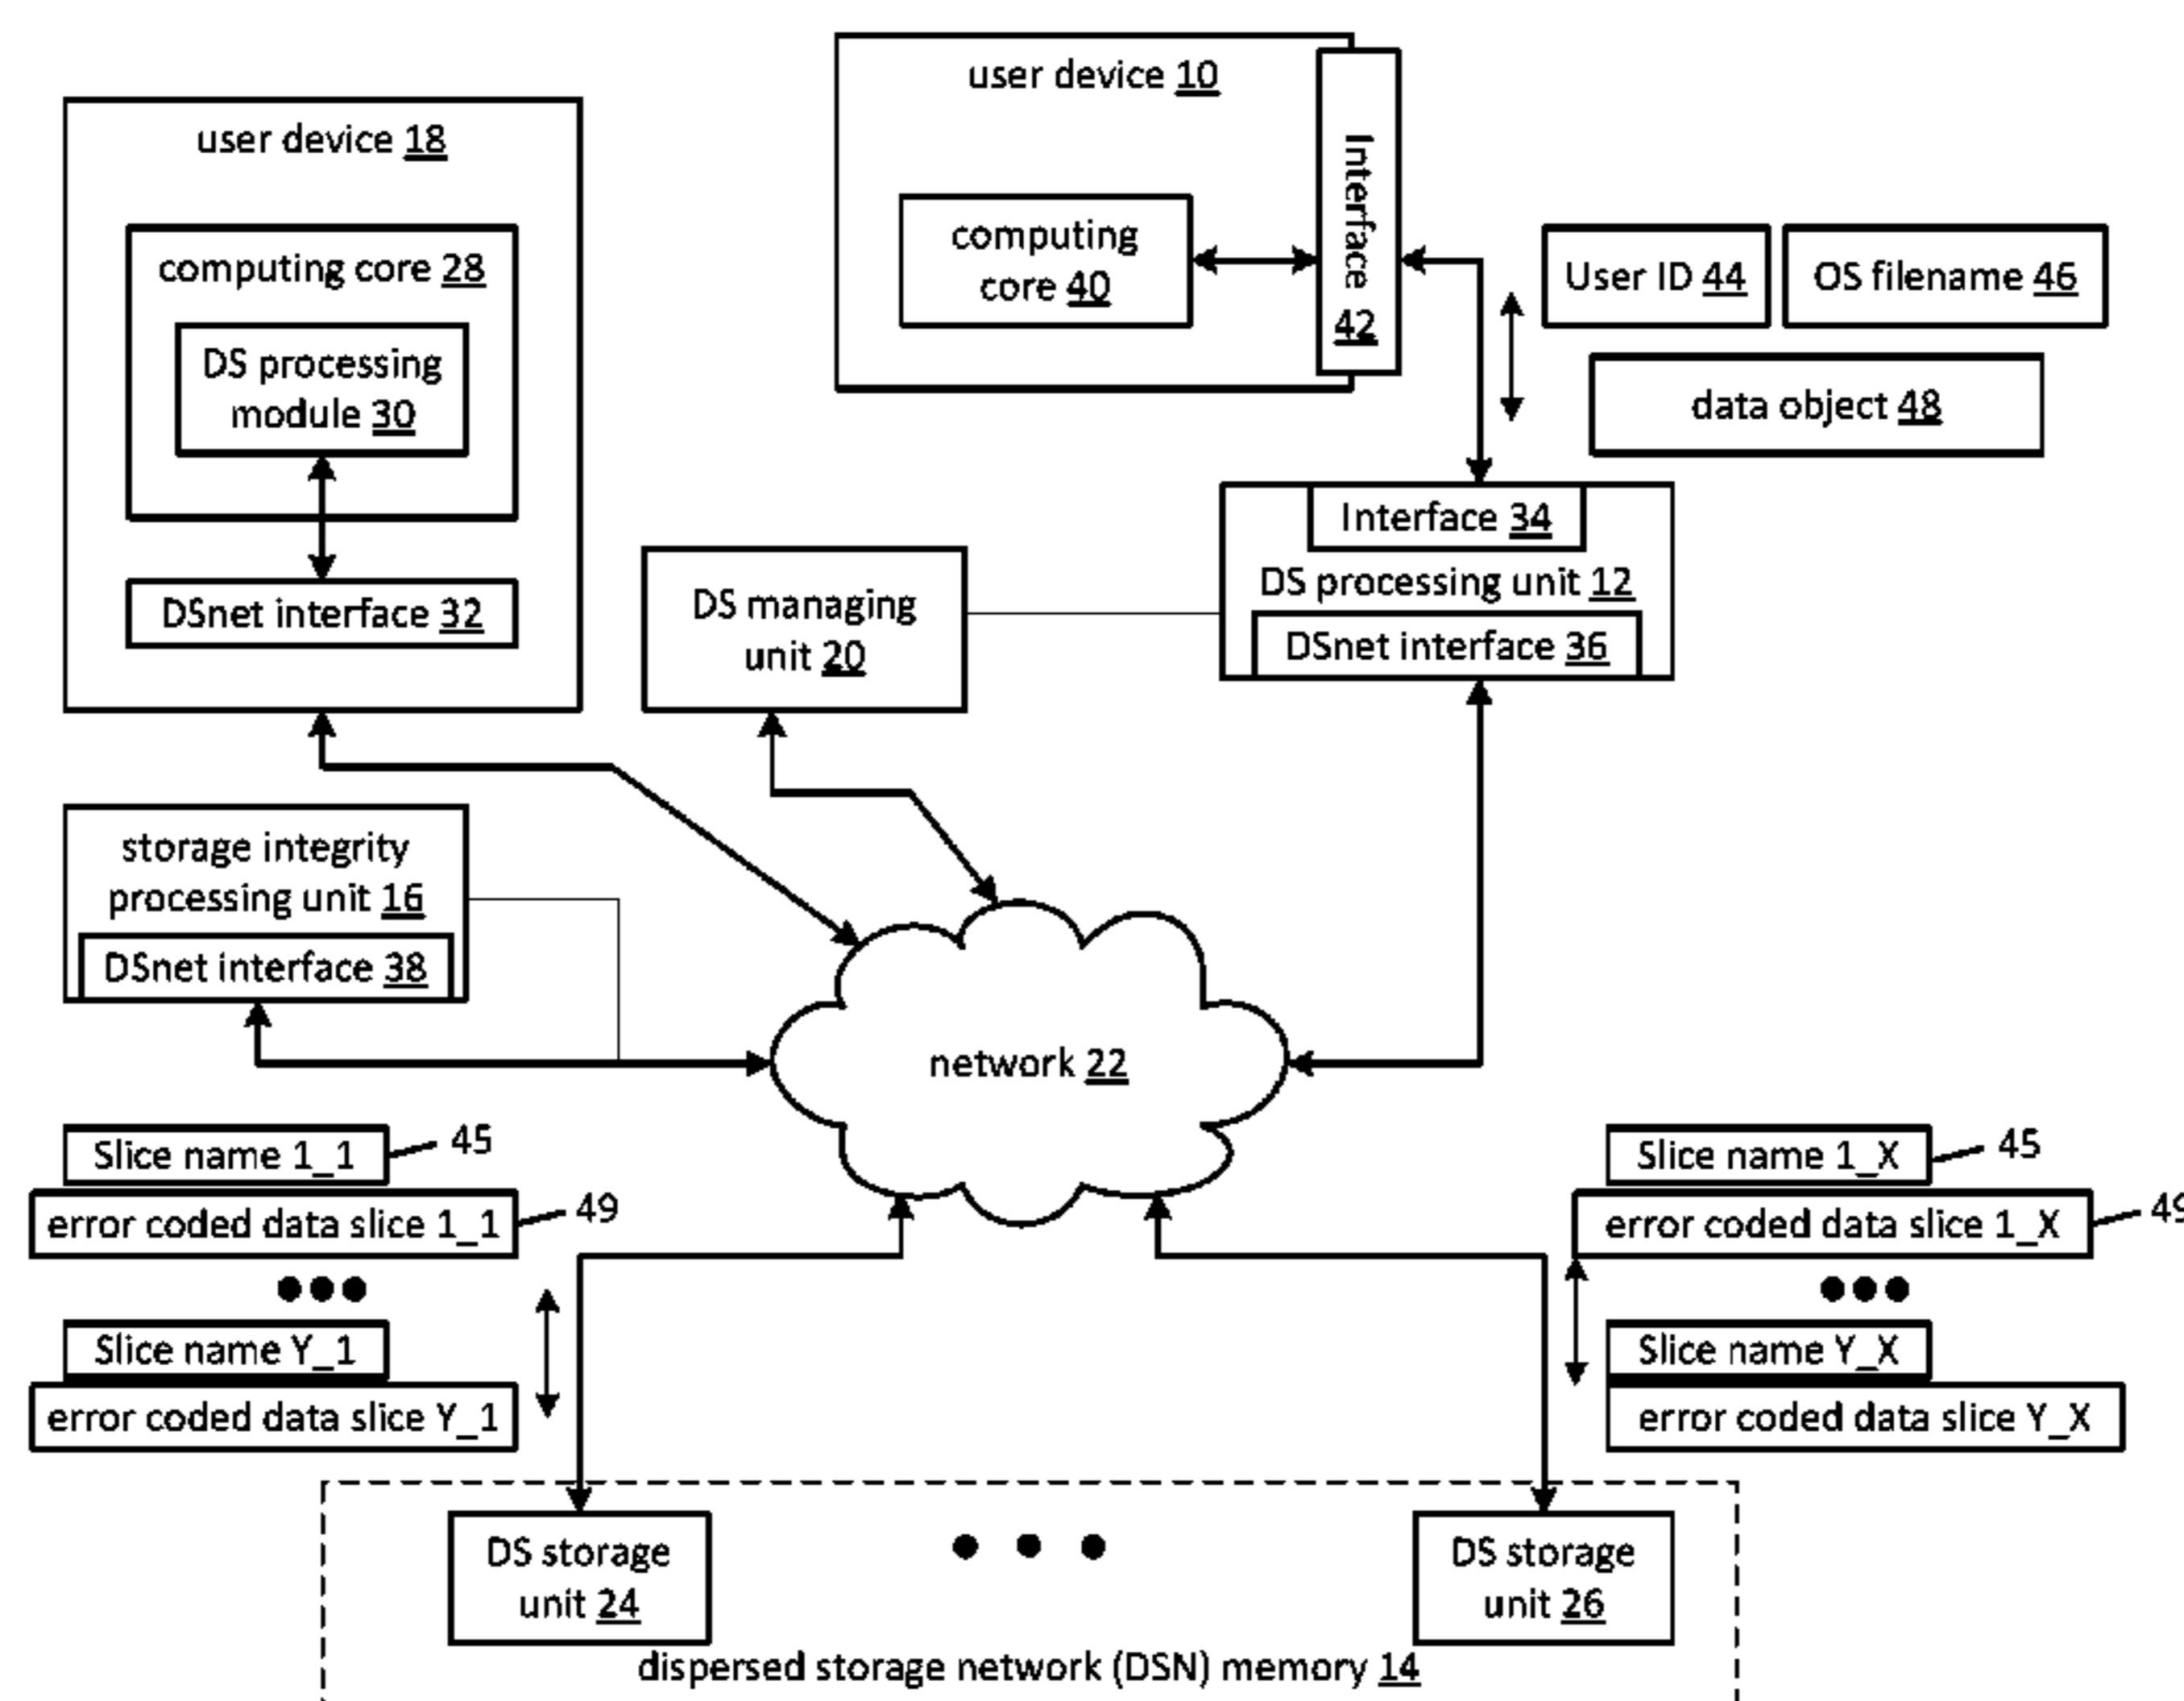 user device 10
user device 18
Interface 42
computing
core 40
computing core 28
User ID 44
OS filename 46
DS processing
module 30
data object 48
Interface 34
DS processing unit 12
DSnet interface 36
DSnet interface 32
DS managing
unit 20
storage integrity
processing unit 16
DSnet interface 38
network 22
Slice name 1_1
45
error coded data slice 1_1
49
Slice name Y_1
error coded data slice Y_1
Slice name 1_X
45
error coded data slice 1_X
49
Slice name Y_X
error coded data slice Y_X
DS storage
unit 24
DS storage
unit 26
dispersed storage network (DSN) memory 14